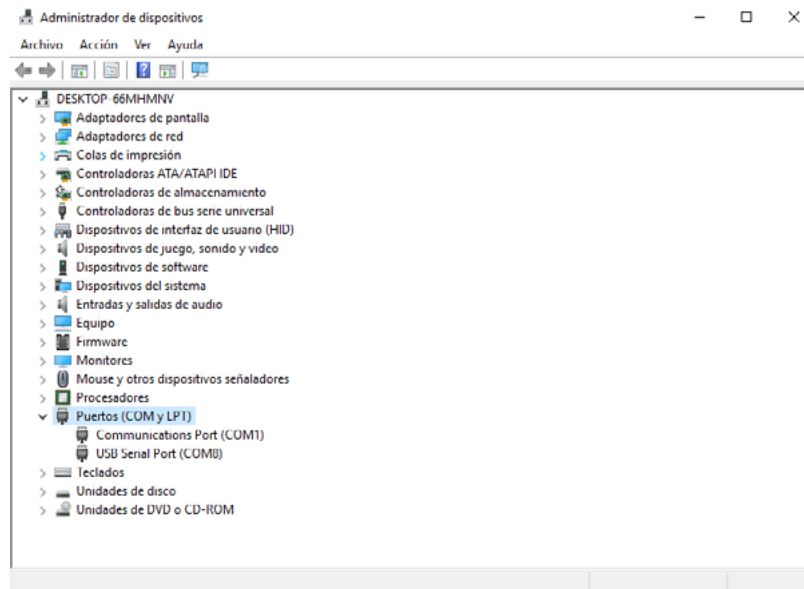 Administrador de dispositivos
Archivo Acción Ver Ayuda
DESKTOP-66MHMNV
Adaptadores de pantalla
Adaptadores de red
Colas de impresión
Controladoras ATA/ATAPI IDE
Controladoras de almacenamiento
Controladoras de bus serie universal
Dispositivos de interfaz de usuario (HID)
Dispositivos de juego, sonido y video
Dispositivos de software
Dispositivos del sistema
Entradas y salidas de audio
Equipo
Firmware
Monitores
Mouse y otros dispositivos señaladores
Procesadores
Puertos (COM y LPT)
Communications Port (COM1)
USB Serial Port (COM8)
Teclados
Unidades de disco
Unidades de DVD o CD-ROM